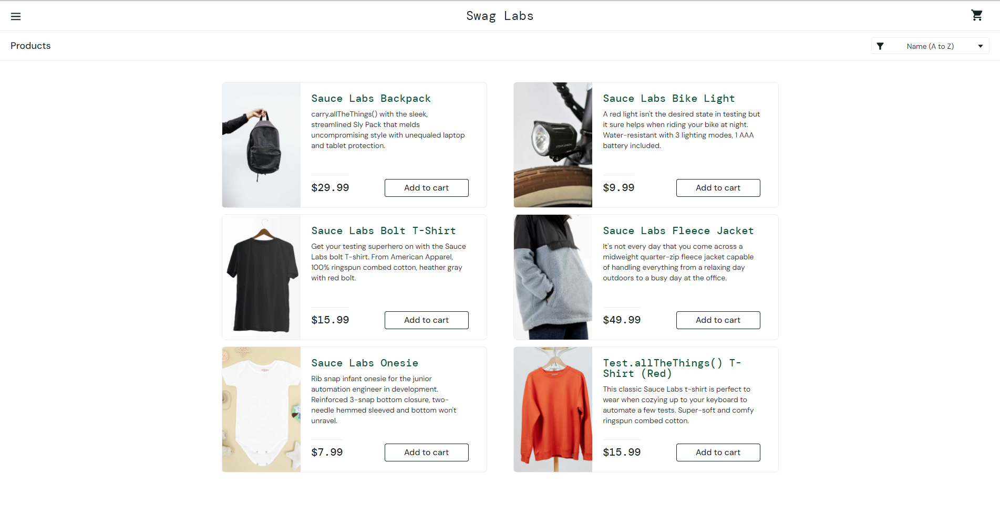 Swag Labs
Products
Name (A to Z)
Sauce Labs Backpack
carry.allTheThings() with the sleek,
streamlined Sly Pack that melds
uncompromising style with unequaled laptop
and tablet protection.
$29.99
Add to cart
Sauce Labs Bike Light
A red light isn't the desired state in testing but
it sure helps when riding your bike at night.
Water-resistant with 3 lighting modes, 1 AAA
battery included.
$9.99
Add to cart
STAR UNION
Sauce Labs Bolt T-Shirt
Get your testing superhero on with the Sauce
Labs bolt T-shirt. From American Apparel,
100% ringspun combed cotton, heather gray
with red bolt.
$15.99
Add to cart
Sauce Labs Fleece Jacket
It's not every day that you come across a
midweight quarter-zip fleece jacket capable
of handling everything from a relaxing day
outdoors to a busy day at the office.
$49.99
Add to cart
Sauce Labs Onesie
Rib snap infant onesie for the junior
automation engineer in development.
Reinforced 3-snap bottom closure, two-
needle hemmed sleeved and bottom won't
unravel.
$7.99
Add to cart
Test.allTheThings() T-
Shirt (Red)
This classic Sauce Labs t-shirt is perfect to
wear when cozying up to your keyboard to
automate a few tests. Super-soft and comfy
ringspun combed cotton.
$15.99
Add to cart